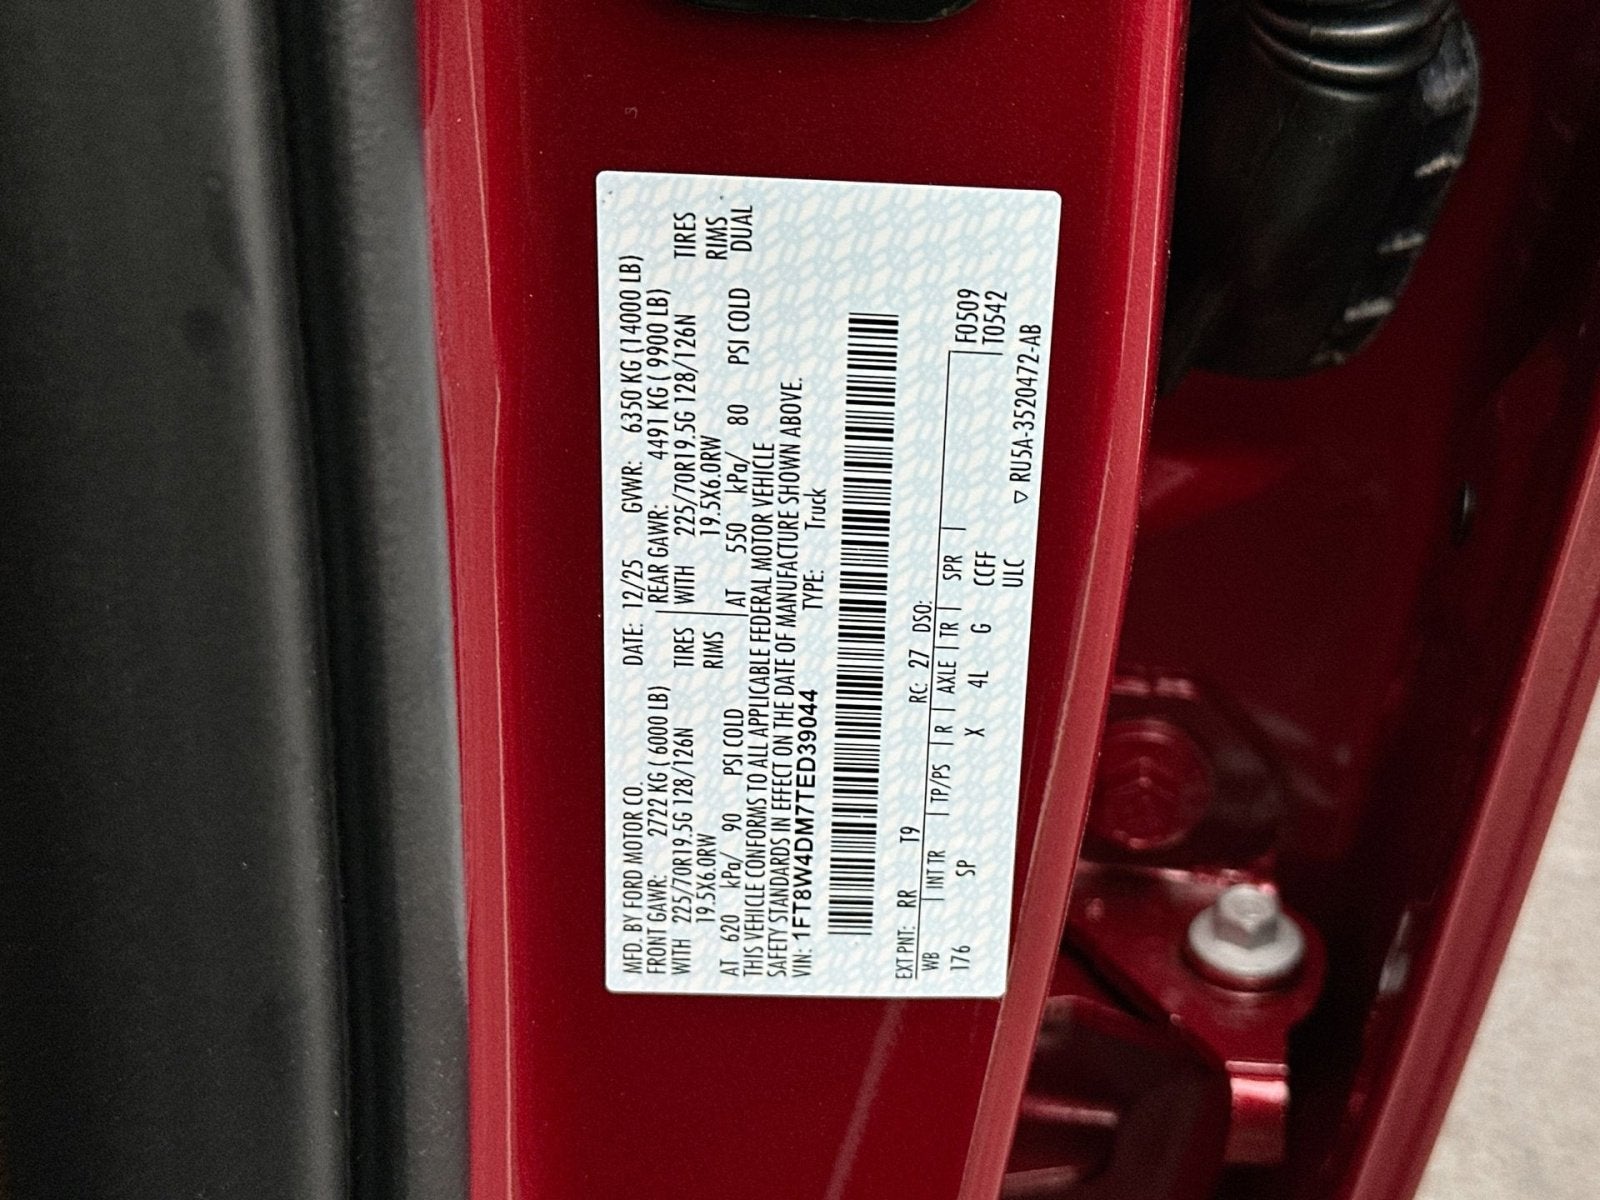 MFD. BY FORD MOTOR CO. DATE: 12/25 GVWR: 6350 KG (14000 LB)
FRONT GAWR: 2722 KG ( 6000 LB) REAR GAWR: 4491 KG ( 9900 LB)
WITH 225/70R19.5G 128/126N TIRES WITH 225/70R19.5G 128/126N TIRES
19.5X6.0RW RIMS 19.5X6.0RW RIMS
AT 620 kPa/ 90 PSI COLD AT 550 kPa/ 80 PSI COLD DUAL
THIS VEHICLE CONFORMS TO ALL APPLICABLE FEDERAL MOTOR VEHICLE
SAFETY STANDARDS IN EFFECT ON THE DATE OF MANUFACTURE SHOWN ABOVE.
VIN: 1FT8W4DM7TED39044 TYPE: Truck
EXT PNT: RR T9 RC: 27 DSO: F0509
WB INT TR TP/PS R AXLE TR SPR T0542
176 SP X 4L G CCFF
ULC
▽ RU5A-3520472-AB